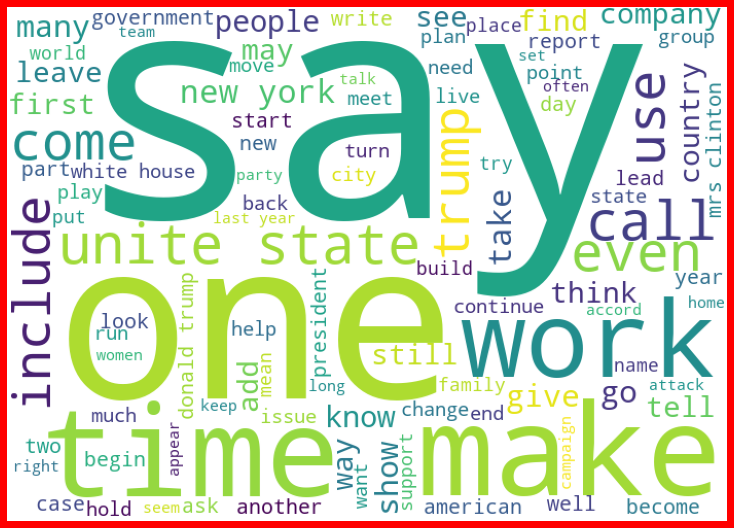 say
one
time
make
work
unite state
come
use
call
include
trump
even
many
government
people
see
write
place
find
company
team
may
plan
report
group
world
leave
move
talk
need
set
point
new york
meet
live
often
country
first
start
day
mrs clinton
part
white house
new
turn
try
lead
play
party
city
take
state
put
back
last year
build
think
year
look
donald trump
president
continue
accord
home
run
help
still
name
women
add
mean
long
family
give
go
attack
keep
much
issue
know
change
end
tell
two
appear
way
show
support
campaign
right
begin
want
case
hold
seem
ask
another
american
well
become